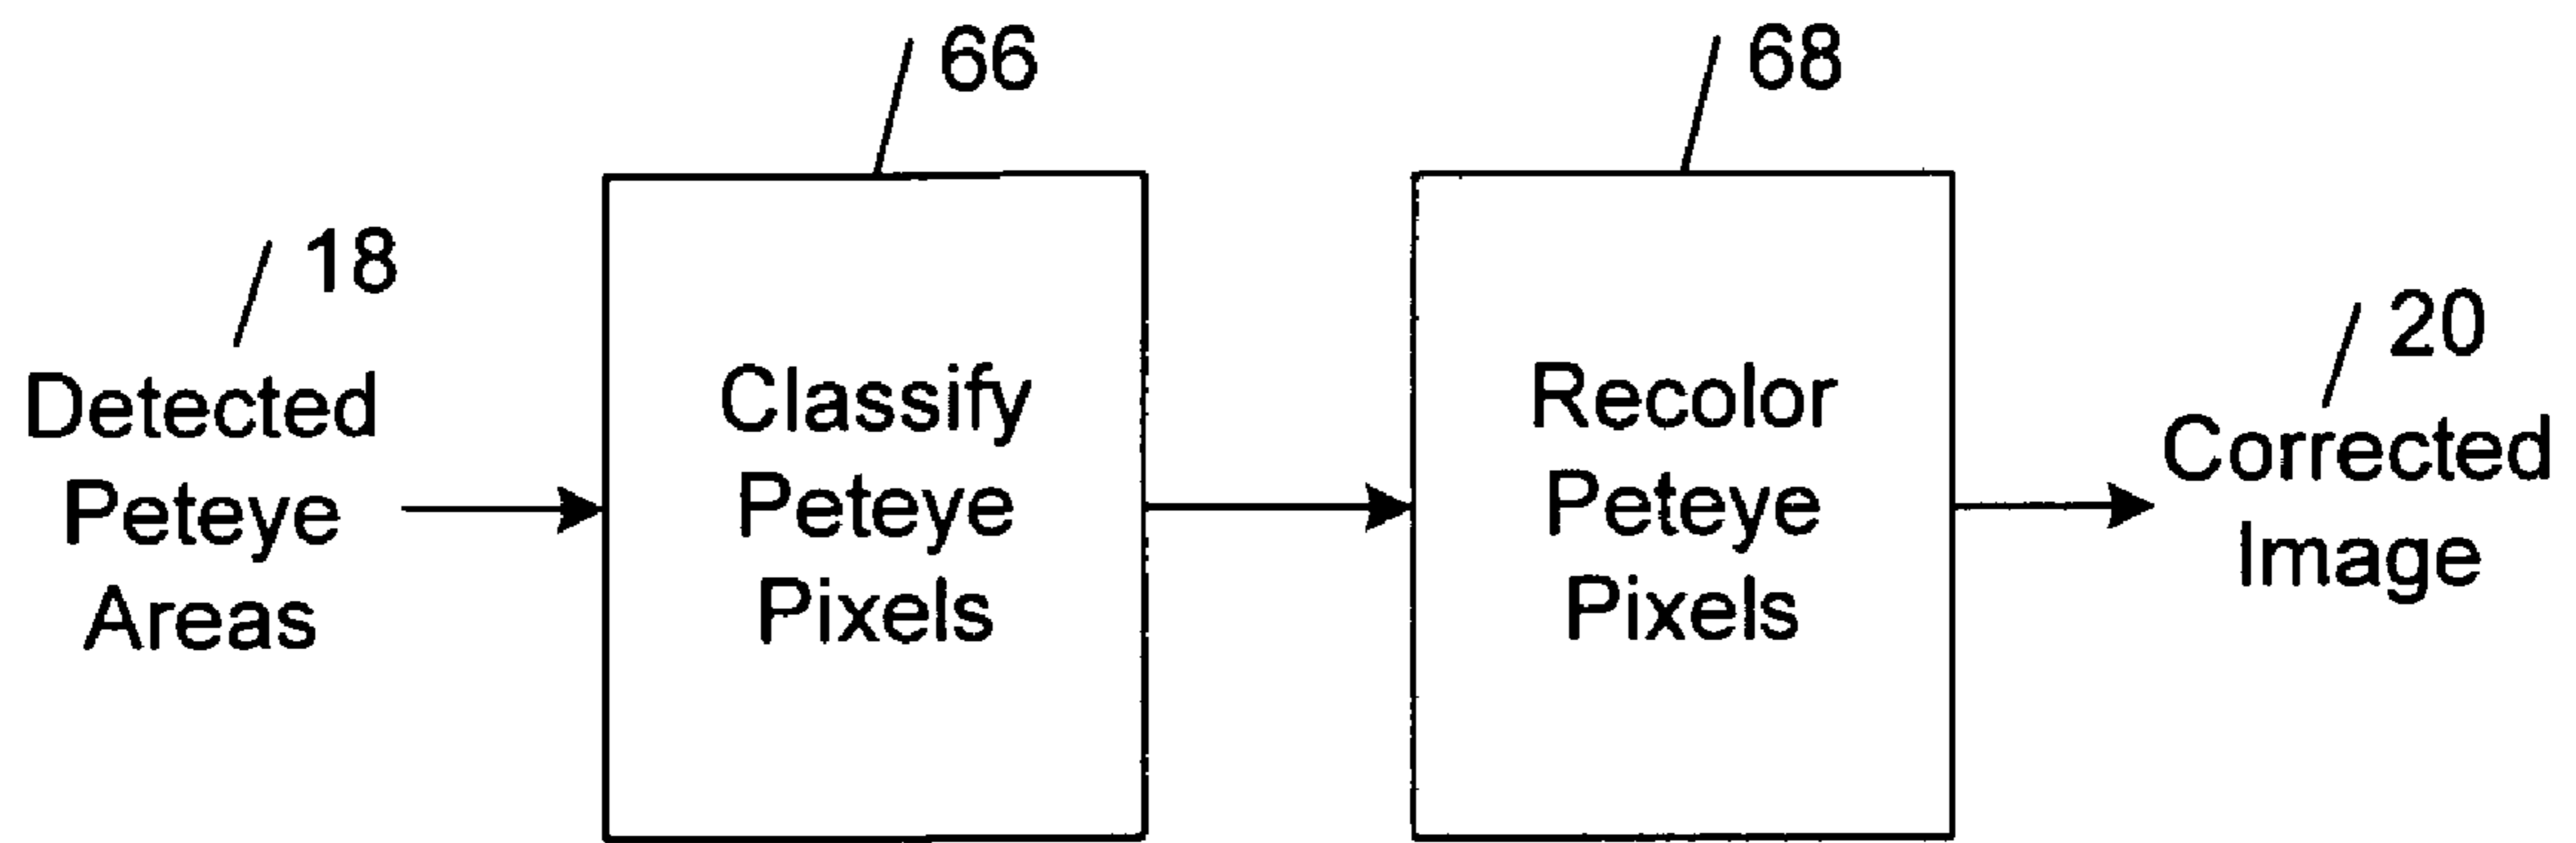 18
Detected
Peteye
Areas
66
Classify
Peteye
Pixels
68
Recolor
Peteye
Pixels
20
Corrected
Image